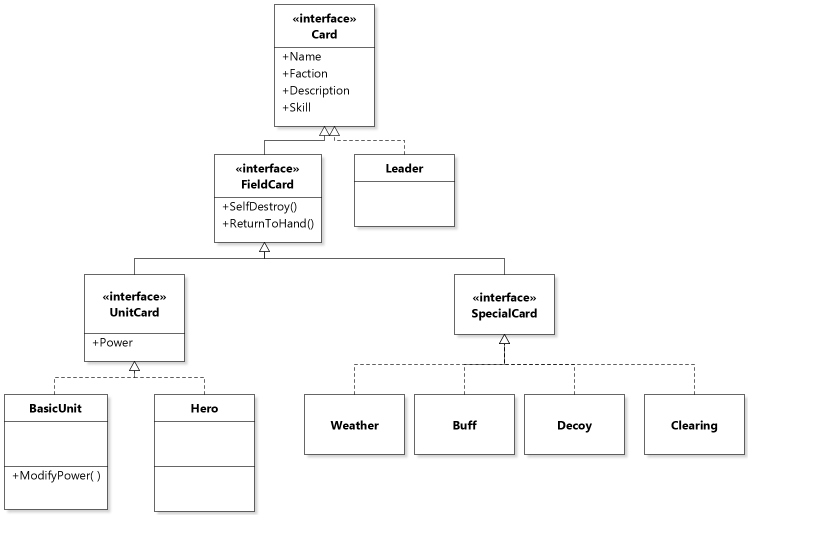 «interface»
Card
+Name
+Faction
+Description
+Skill
«interface»
FieldCard
+SelfDestroy()
+ReturnToHand()
Leader
«interface»
UnitCard
+Power
«interface»
SpecialCard
BasicUnit
+ModifyPower( )
Hero
Weather
Buff
Decoy
Clearing